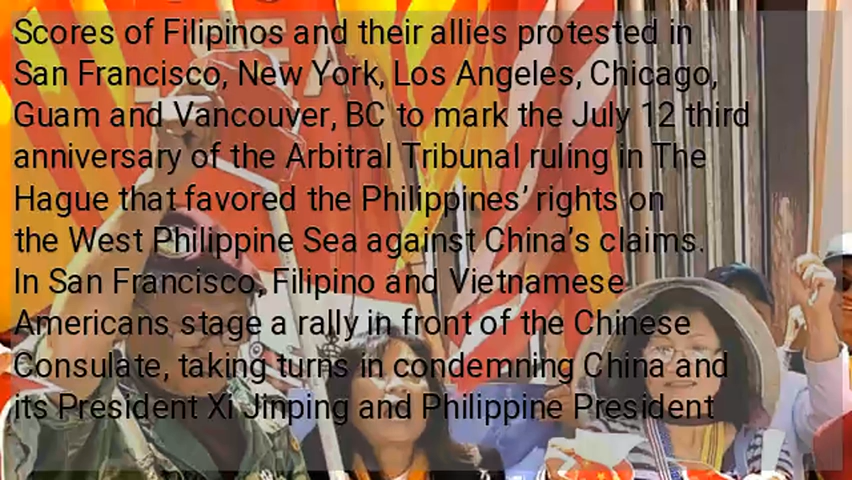 Scores of Filipinos and their allies protested in
San Francisco, New York, Los Angeles, Chicago,
Guam and Vancouver, BC to mark the July 12 third
anniversary of the Arbitral Tribunal ruling in The
Hague that favored the Philippines’ rights on
the West Philippine Sea against China’s claims.
In San Francisco, Filipino and Vietnamese
Americans stage a rally in front of the Chinese
Consulate, taking turns in condemning China and
its President Xi Jinping and Philippine President